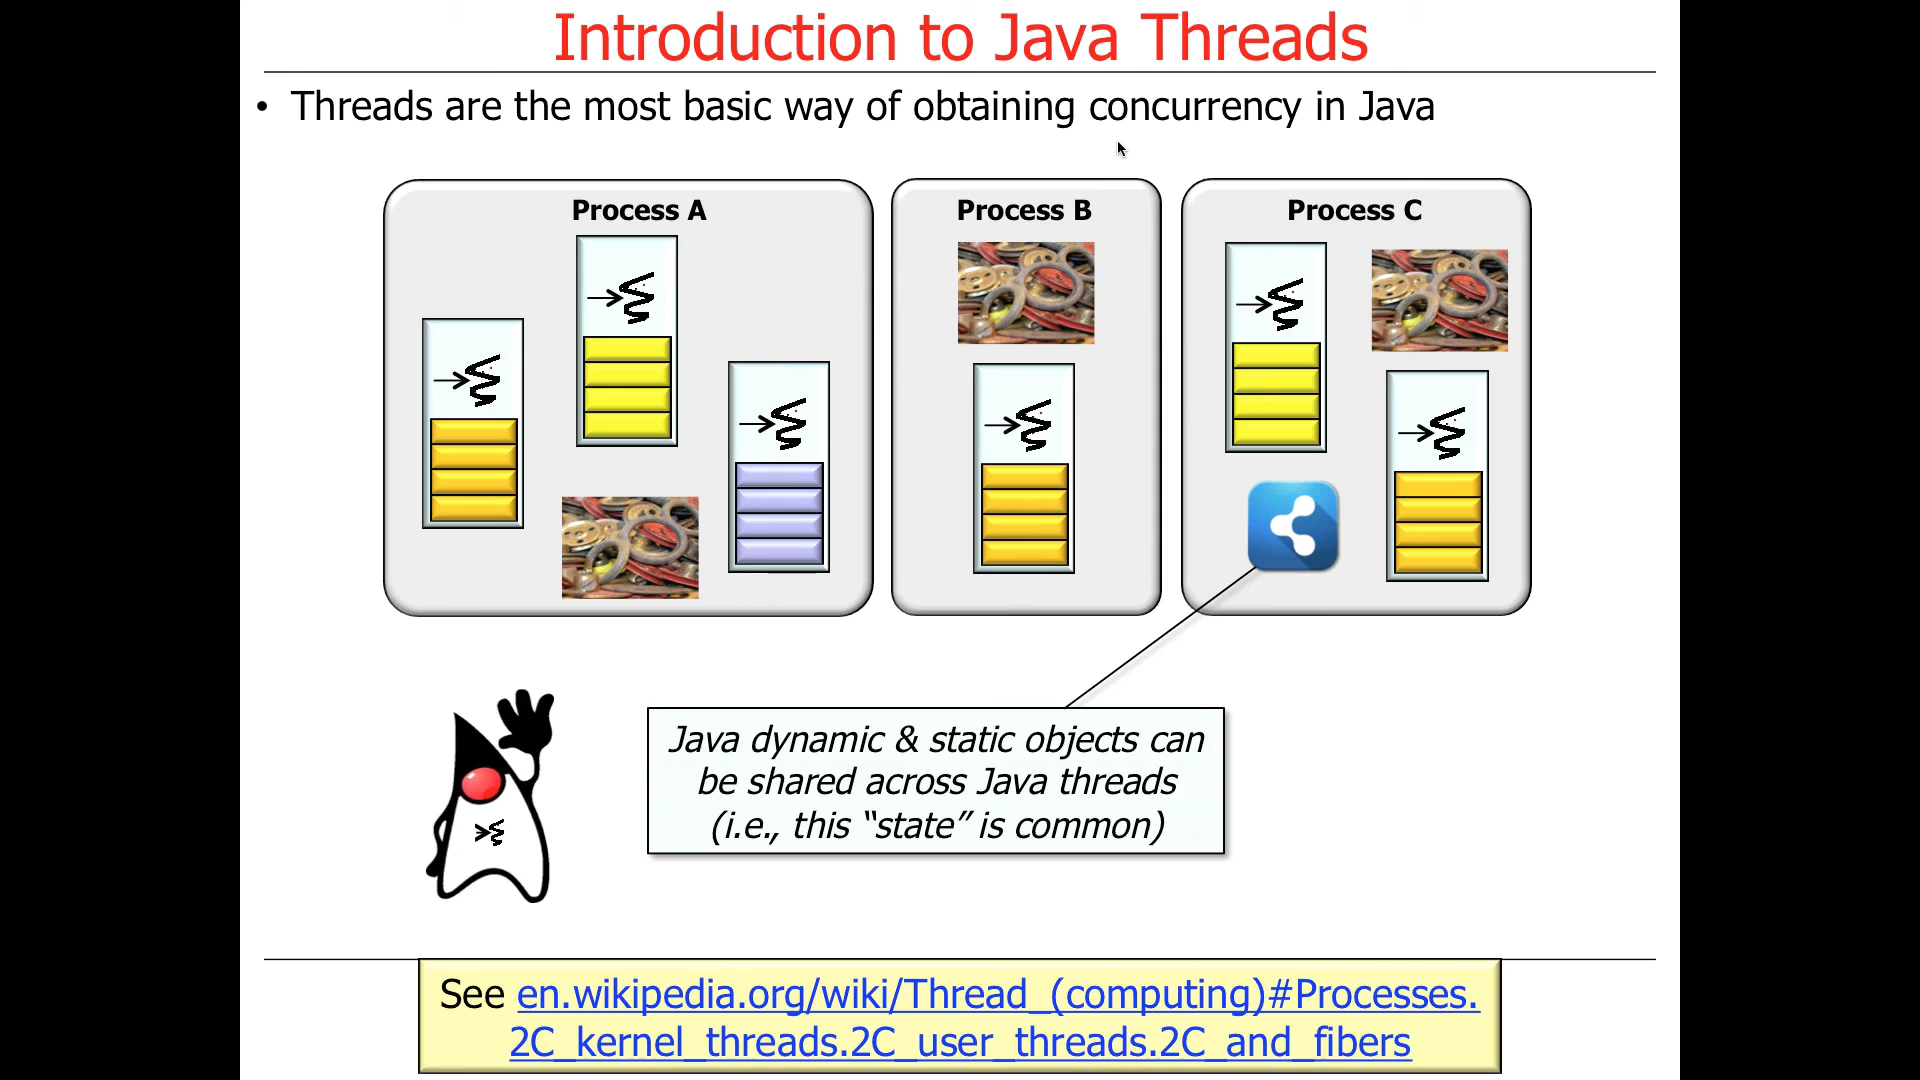 Introduction to Java Threads
• Threads are the most basic way of obtaining concurrency in Java
Process A
Process B
Process C
Java dynamic & static objects can
be shared across Java threads
(i.e., this “state” is common)
See en.wikipedia.org/wiki/Thread_(computing)#Processes.
2C_kernel_threads.2C_user_threads.2C_and_fibers